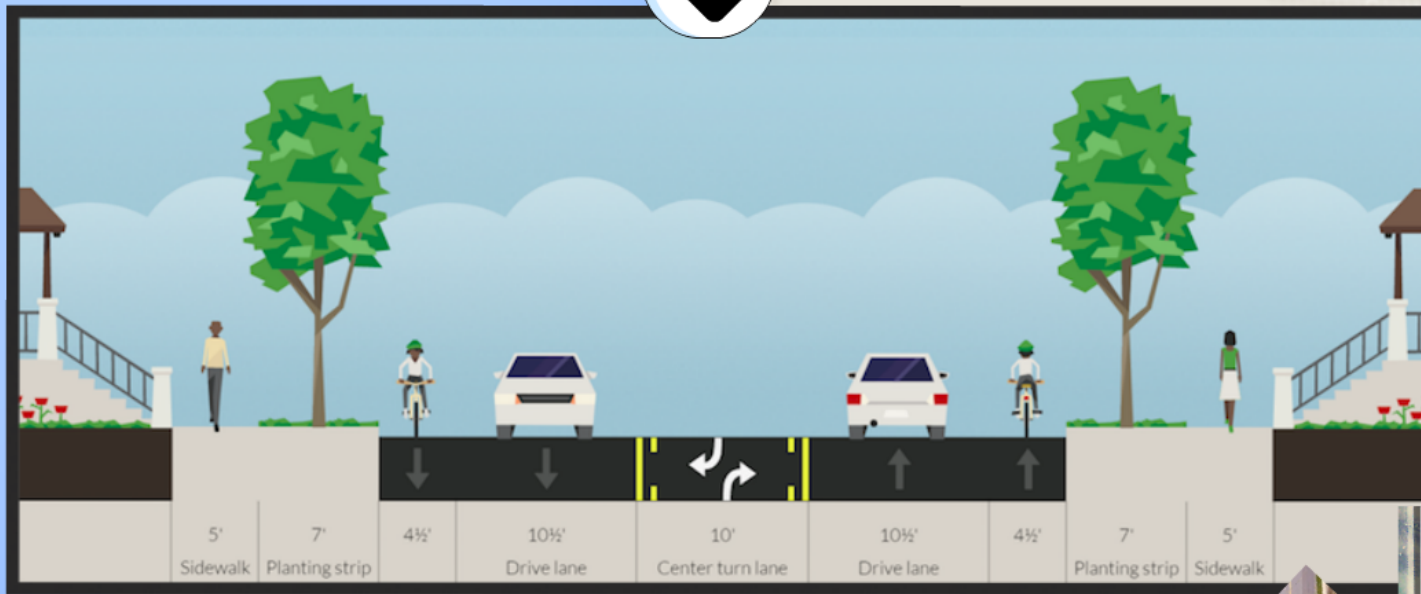 5' 7' 4½' 10½' 10' 10½' 4½' 7' 5'
Sidewalk Planting strip Drive lane Center turn lane Drive lane Planting strip Sidewalk